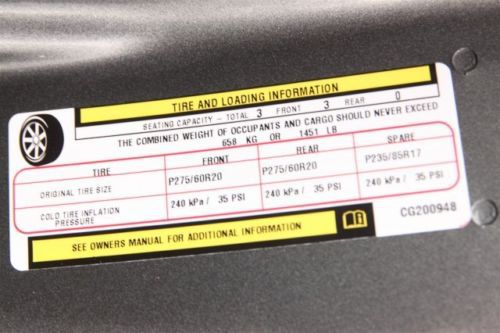 TIRE AND LOADING INFORMATION
SEATING CAPACITY - TOTAL 3 FRONT 3 REAR 0
THE COMBINED WEIGHT OF OCCUPANTS AND CARGO SHOULD NEVER EXCEED
658 KG OR 1451 LB
TIRE FRONT REAR SPARE
ORIGINAL TIRE SIZE P275/60R20 P275/60R20 P235/85R17
COLD TIRE INFLATION PRESSURE 240 kPa / 35 PSI 240 kPa / 35 PSI 240 kPa / 35 PSI
SEE OWNERS MANUAL FOR ADDITIONAL INFORMATION
CG200948